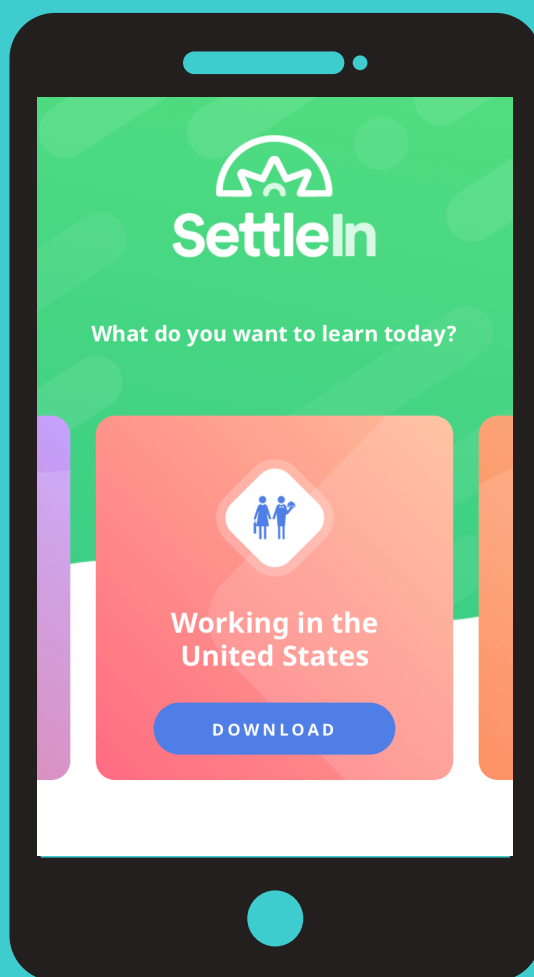 SettleIn
What do you want to learn today?
Working in the
United States
DOWNLOAD